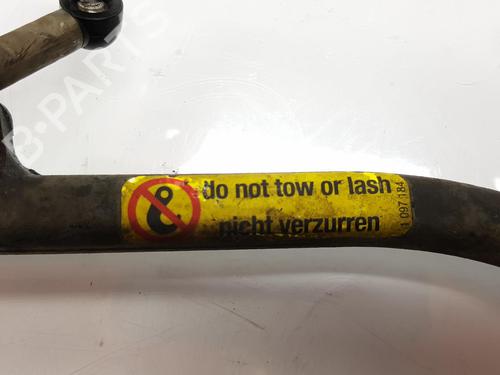 do not tow or lash
nicht verzurren
1 097 184
B-PARTS